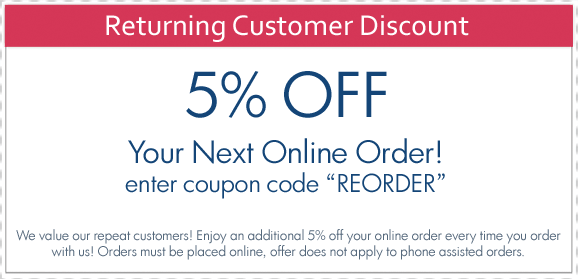 Returning Customer Discount
5% OFF
Your Next Online Order!
enter coupon code “REORDER”
We value our repeat customers! Enjoy an additional 5% off your online order every time you order
with us! Orders must be placed online, offer does not apply to phone assisted orders.